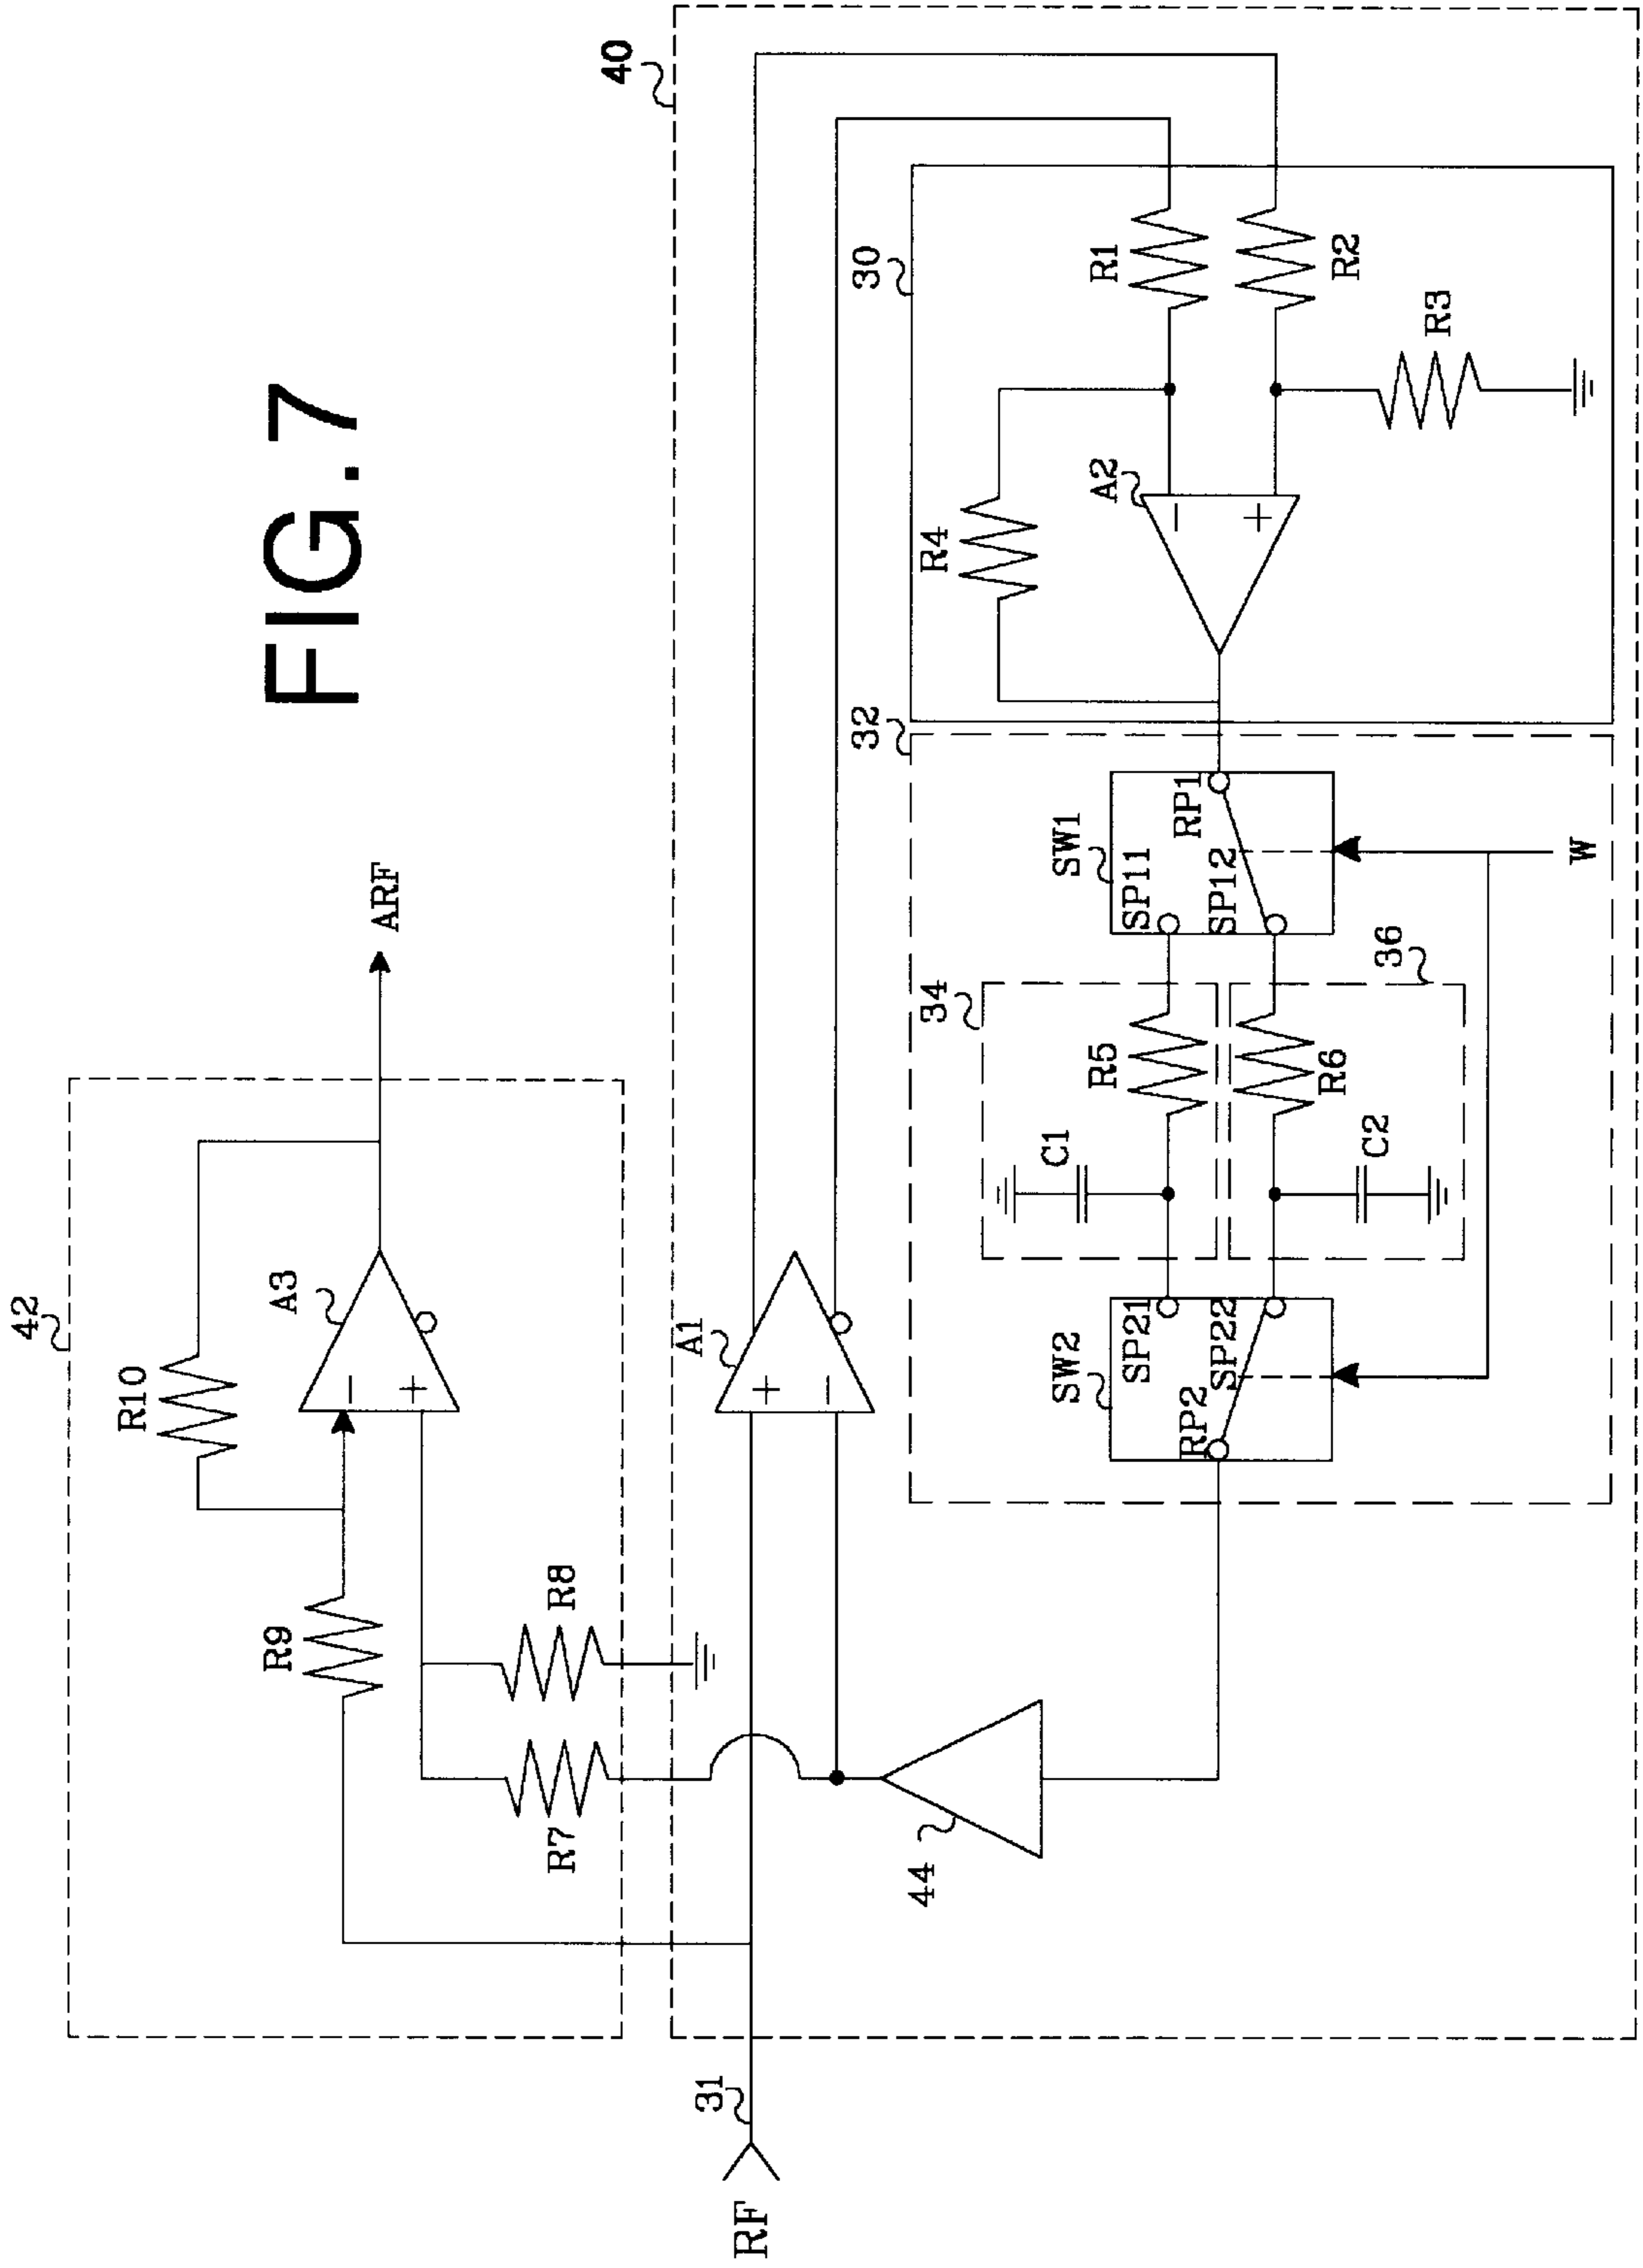 FIG. 7
42
R10
A3
ARF
R9
R8
R7
40
A1
31
RF
44
30
R1
R2
R3
R4
A2
32
SW1
RP1
SP11
SP12
W
34
R5
C1
36
R6
C2
SW2
SP21
SP22
RP2
−
+
+
−
−
+